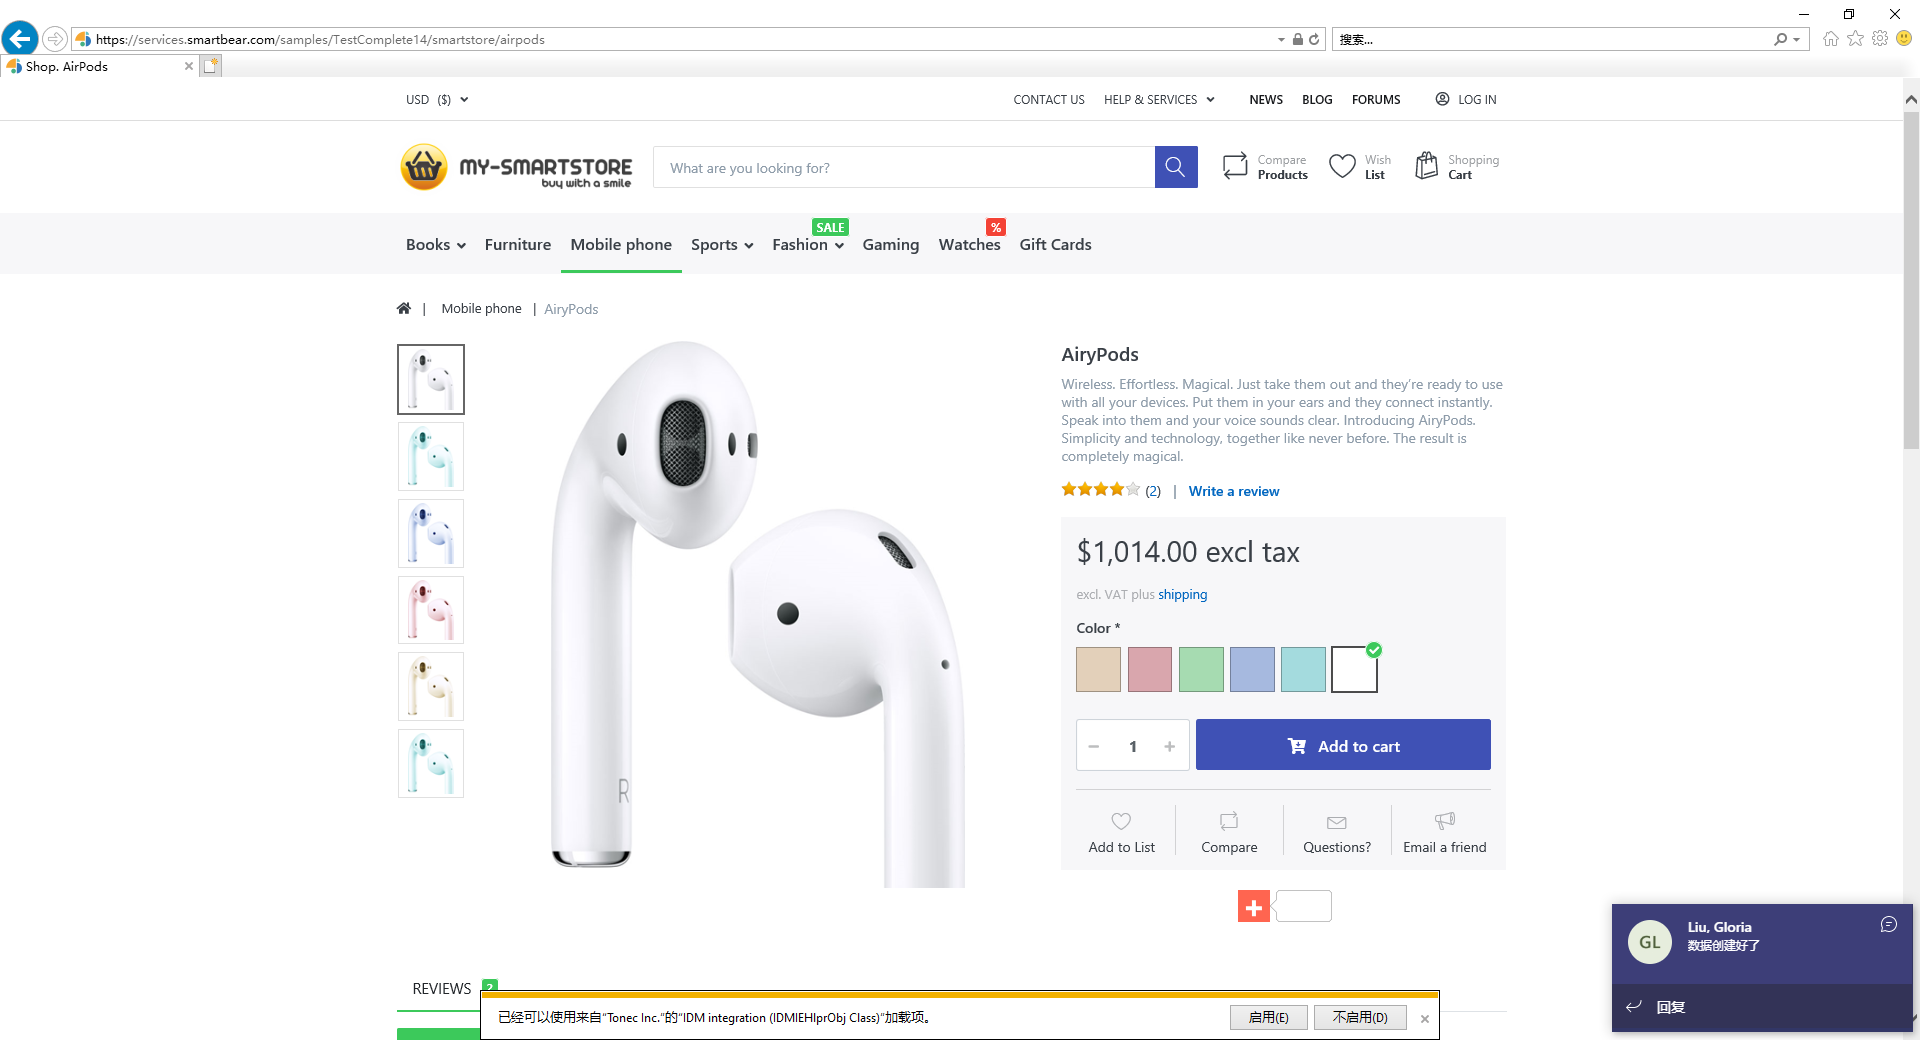 https://services.smartbear.com/samples/TestComplete14/smartstore/airpods
搜索...
Shop. AirPods
USD ($)
CONTACT US
HELP & SERVICES
NEWS
BLOG
FORUMS
LOG IN
MY-SMARTSTORE
buy with a smile
What are you looking for?
Compare
Products
Wish
List
Shopping
Cart
SALE
%
Books
Furniture
Mobile phone
Sports
Fashion
Gaming
Watches
Gift Cards
| Mobile phone | AiryPods
AiryPods
Wireless. Effortless. Magical. Just take them out and they’re ready to use
with all your devices. Put them in your ears and they connect instantly.
Speak into them and your voice sounds clear. Introducing AiryPods.
Simplicity and technology, together like never before. The result is
completely magical.
(2) | Write a review
$1,014.00 excl tax
excl. VAT plus shipping
Color *
1
Add to cart
Add to List
Compare
Questions?
Email a friend
R
REVIEWS 2
已经可以使用来自“Tonec Inc.”的“IDM integration (IDMIEHlprObj Class)”加载项。
启用(E)
不启用(D)
GL
Liu, Gloria
数据创建好了
回复